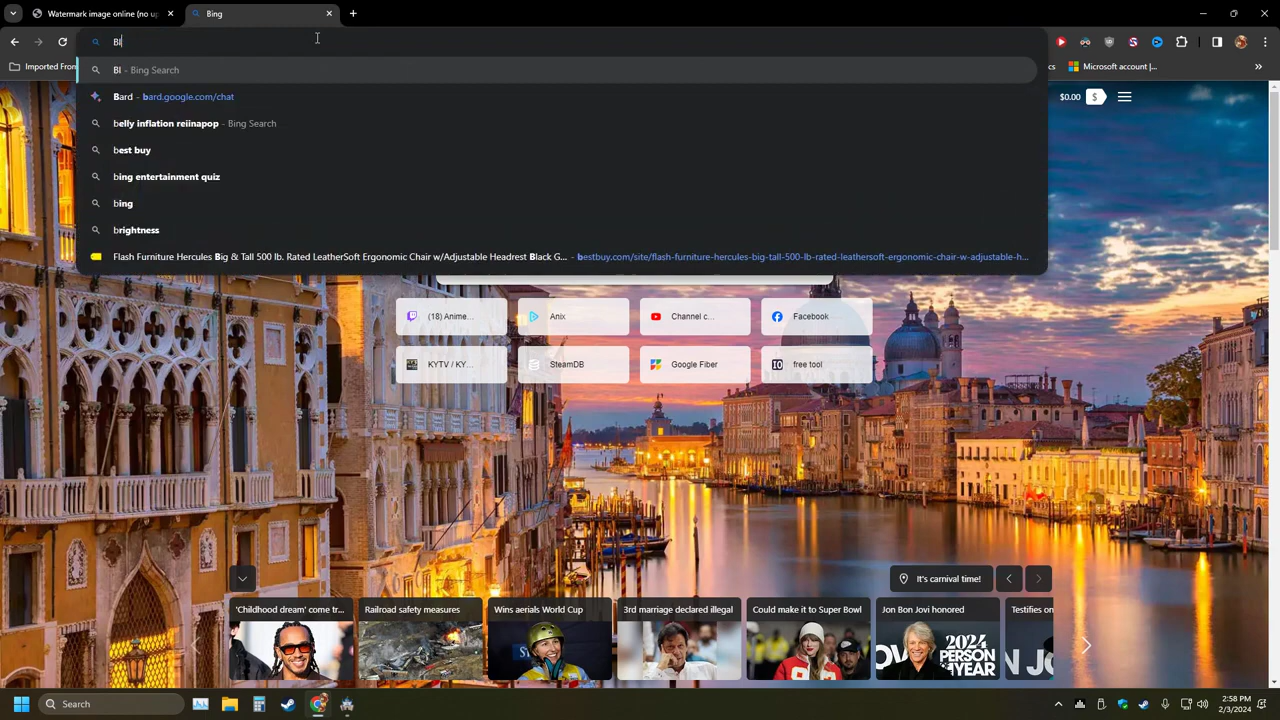 Watermark image online (no up
Bing
BI
Imported From
cs
Microsoft account |...
BI - Bing Search
Bard - bard.google.com/chat
$0.00
$
belly inflation reiinapop - Bing Search
best buy
bing entertainment quiz
bing
brightness
Flash Furniture Hercules Big & Tall 500 lb. Rated LeatherSoft Ergonomic Chair w/Adjustable Headrest Black G... - bestbuy.com/site/flash-furniture-hercules-big-tall-500-lb-rated-leathersoft-ergonomic-chair-w-adjustable-h...
(18) Anime...
Anix
Channel c...
Facebook
KYTV / KY...
SteamDB
Google Fiber
free tool
It's carnival time!
'Childhood dream' come tr...
Railroad safety measures
Wins aerials World Cup
3rd marriage declared illegal
Could make it to Super Bowl
Jon Bon Jovi honored
Testifies on
2024
PERSON
YEAR
Search
2:58 PM
2/3/2024